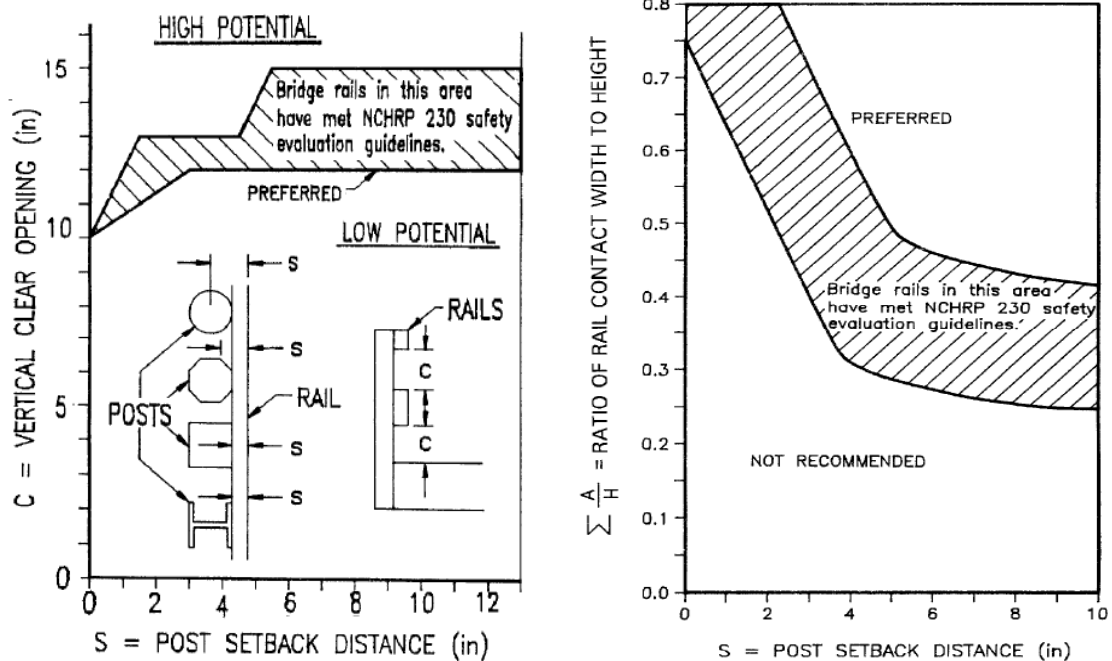 HIGH POTENTIAL
15
10
5
0
C = VERTICAL CLEAR OPENING (in)
Bridge rails in this area
have met NCHRP 230 safety
evaluation guidelines.
PREFERRED
LOW POTENTIAL
S
S
S
S
POSTS
RAIL
RAILS
C
C
0 2 4 6 8 10 12
S = POST SETBACK DISTANCE (in)
0.8
0.7
0.6
0.5
0.4
0.3
0.2
0.1
0.0
∑ A/H = RATIO OF RAIL CONTACT WIDTH TO HEIGHT
PREFERRED
Bridge rails in this area
have met NCHRP 230 safety
evaluation guidelines.
NOT RECOMMENDED
0 2 4 6 8 10
S = POST SETBACK DISTANCE (in)